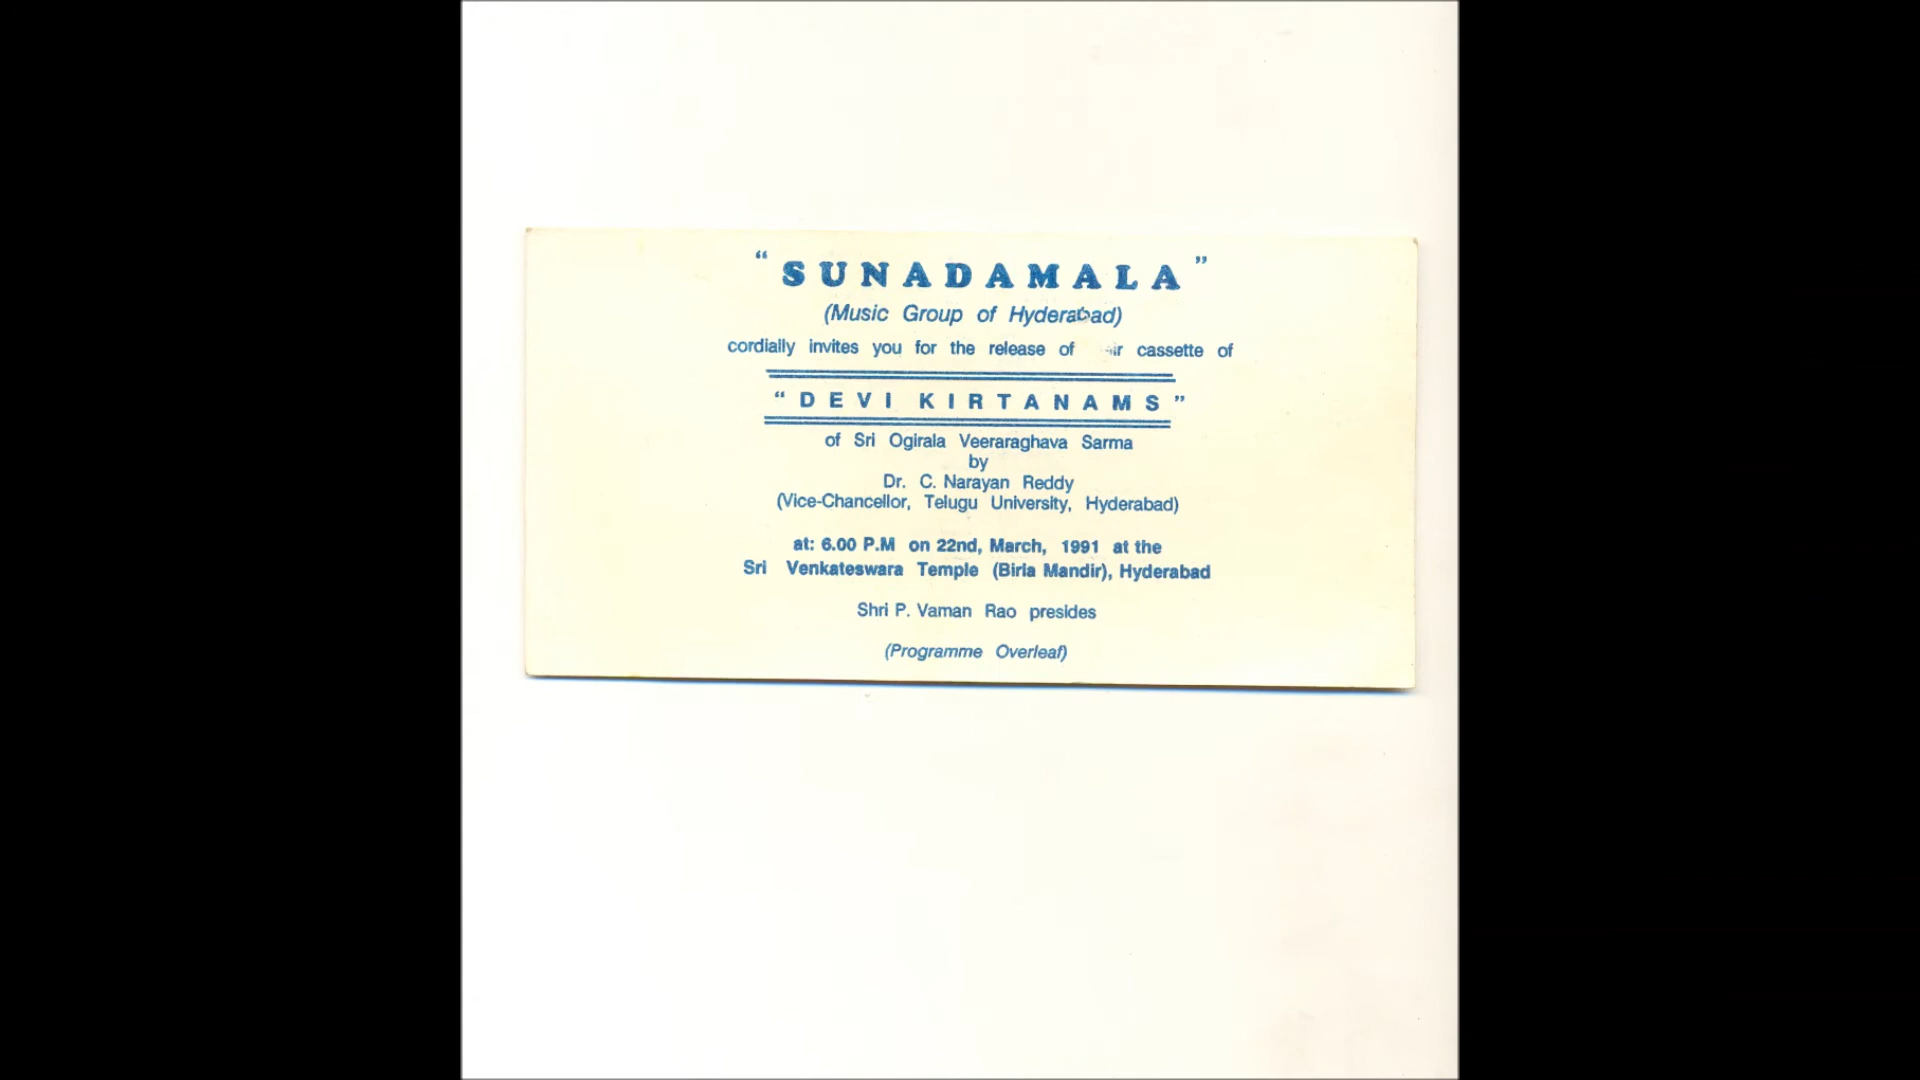 "SUNADAMALA"
(Music Group of Hyderabad)
cordially invites you for the release of cassette of
"DEVI KIRTANAMS"
of Sri Ogirala Veeraraghava Sarma
by
Dr. C. Narayan Reddy
(Vice-Chancellor, Telugu University, Hyderabad)
at: 6.00 P.M on 22nd, March, 1991 at the
Sri Venkateswara Temple (Birla Mandir), Hyderabad
Shri P. Vaman Rao presides
(Programme Overleaf)